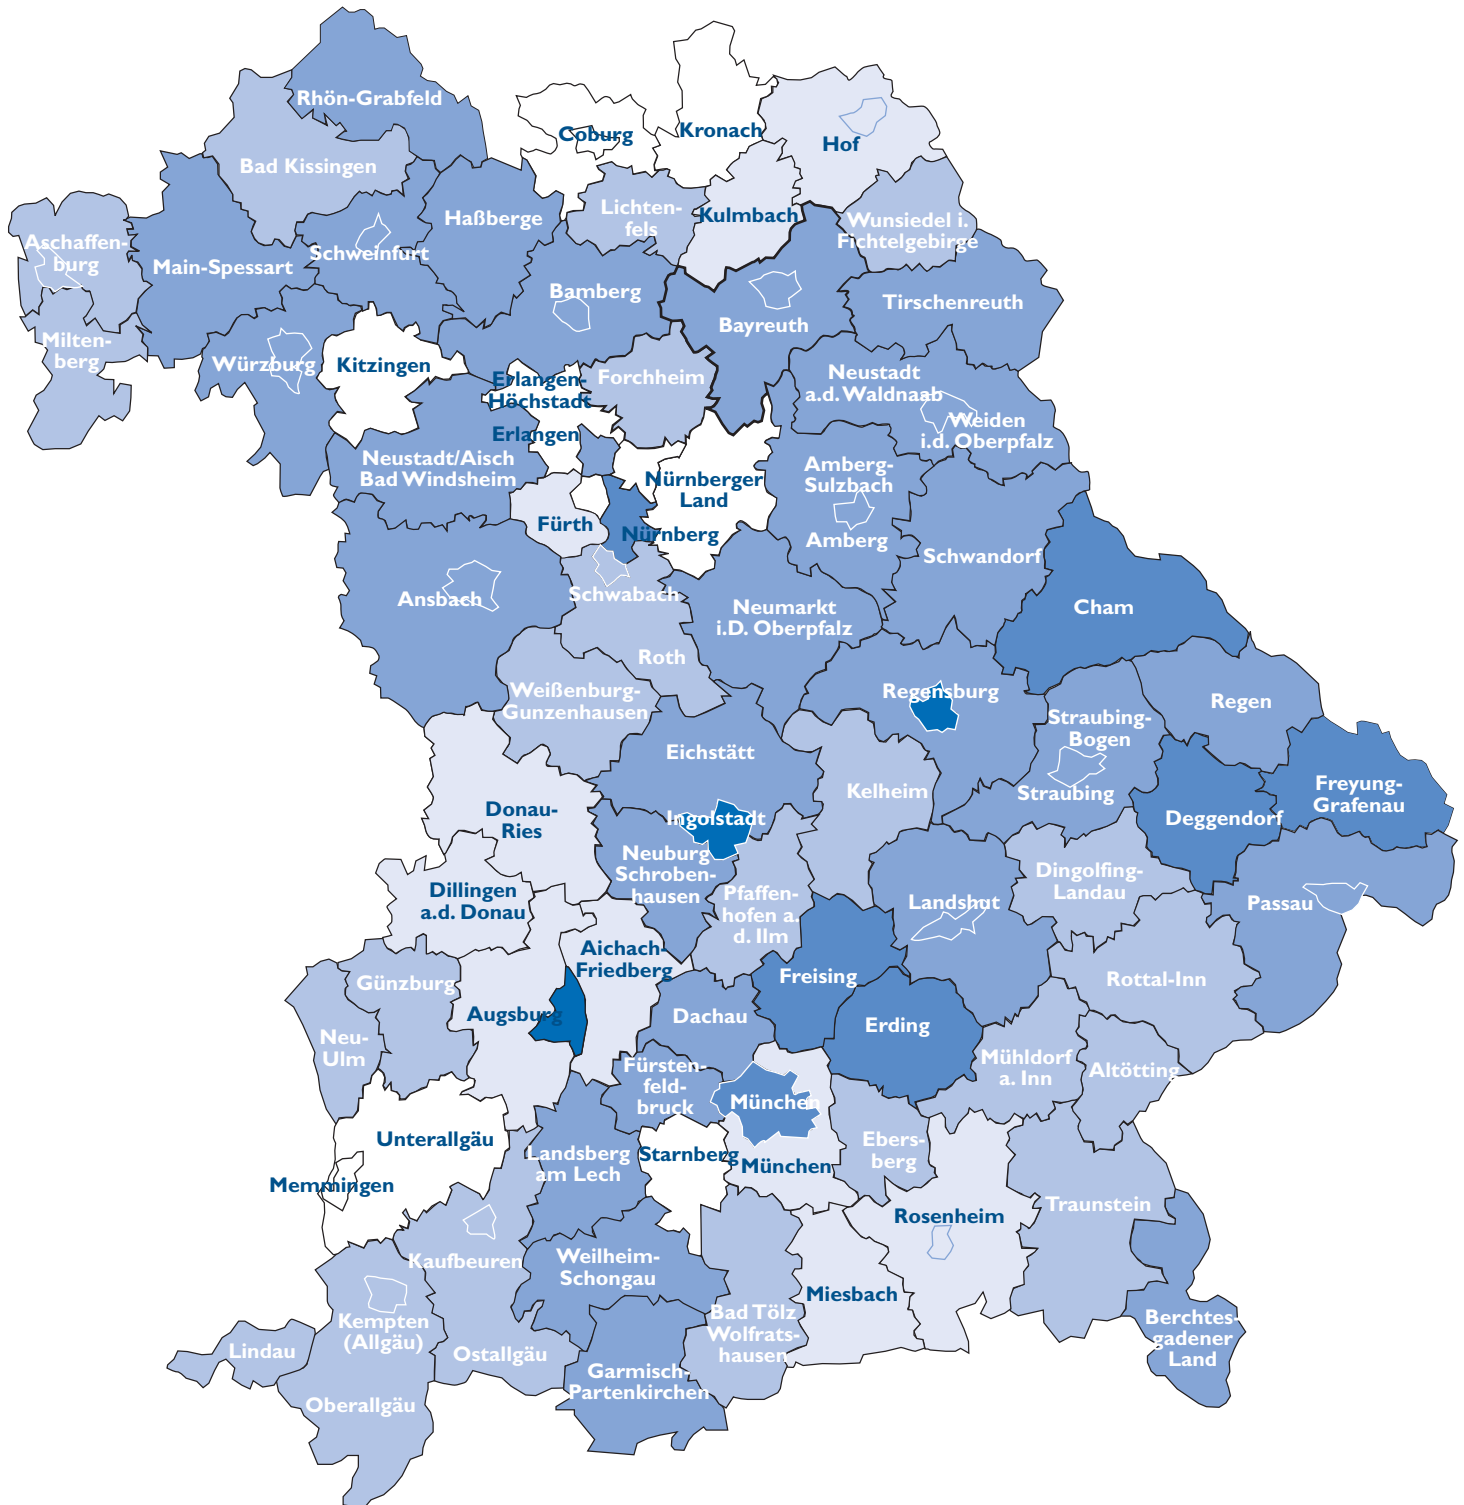 Rhön-Grabfeld
Coburg
Kronach
Hof
Bad Kissingen
Lichten-
fels
Kulmbach
Haßberge
Wunsiedel i.
Fichtelgebirge
Aschaffen-
burg
Main-Spessart
Schweinfurt
Bamberg
Bayreuth
Tirschenreuth
Milten-
berg
Würzburg
Kitzingen
Erlangen-
Höchstadt
Forchheim
Neustadt
a.d. Waldnaab
Weiden
i.d. Oberpfalz
Erlangen
Neustadt/Aisch
Bad Windsheim
Nürnberger
Land
Amberg-
Sulzbach
Fürth
Nürnberg
Amberg
Schwandorf
Ansbach
Schwabach
Neumarkt
i.D. Oberpfalz
Cham
Roth
Weißenburg-
Gunzenhausen
Regensburg
Straubing-
Bogen
Regen
Eichstätt
Kelheim
Straubing
Freyung-
Grafenau
Donau-
Ries
Ingolstadt
Deggendorf
Neuburg
Schroben-
hausen
Dillingen
a.d. Donau
Pfaffen-
hofen a.
d. Ilm
Landshut
Dingolfing-
Landau
Passau
Aichach-
Friedberg
Günzburg
Freising
Rottal-Inn
Augsburg
Dachau
Erding
Neu-
Ulm
Fürsten-
feld-
bruck
Mühldorf
a. Inn
Altötting
München
Unterallgäu
Landsberg
am Lech
Starnberg
München
Ebers-
berg
Memmingen
Rosenheim
Traunstein
Kaufbeuren
Weilheim-
Schongau
Miesbach
Kempten
(Allgäu)
Bad Tölz
Wolfrats-
hausen
Berchtes-
gadener
Land
Lindau
Ostallgäu
Garmisch-
Partenkirchen
Oberallgäu